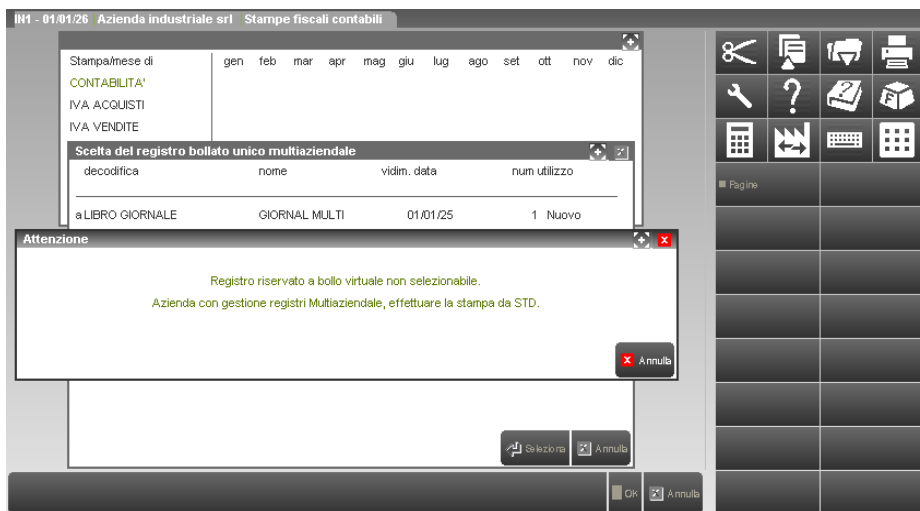 IN1 - 01/01/26 Azienda industriale srl Stampe fiscali contabili
Stampa/mese di gen feb mar apr mag giu lug ago set ott nov dic
CONTABILITA'
IVA ACQUISTI
IVA VENDITE
Scelta del registro bollato unico multiaziendale
decodifica nome vidim. data num utilizzo
a LIBRO GIORNALE GIORNAL MULTI 01/01/25 1 Nuovo
Attenzione
Registro riservato a bollo virtuale non selezionabile.
Azienda con gestione registri Multiaziendale, effettuare la stampa da STD.
Annulla
Seleziona Annulla
OK Annulla
Pagine